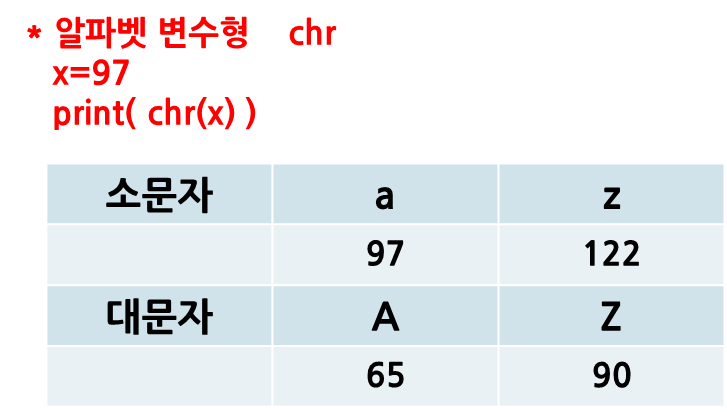 * 알파벳 변수형 chr
x=97
print( chr(x) )
소문자 a z
97 122
대문자 A Z
65 90